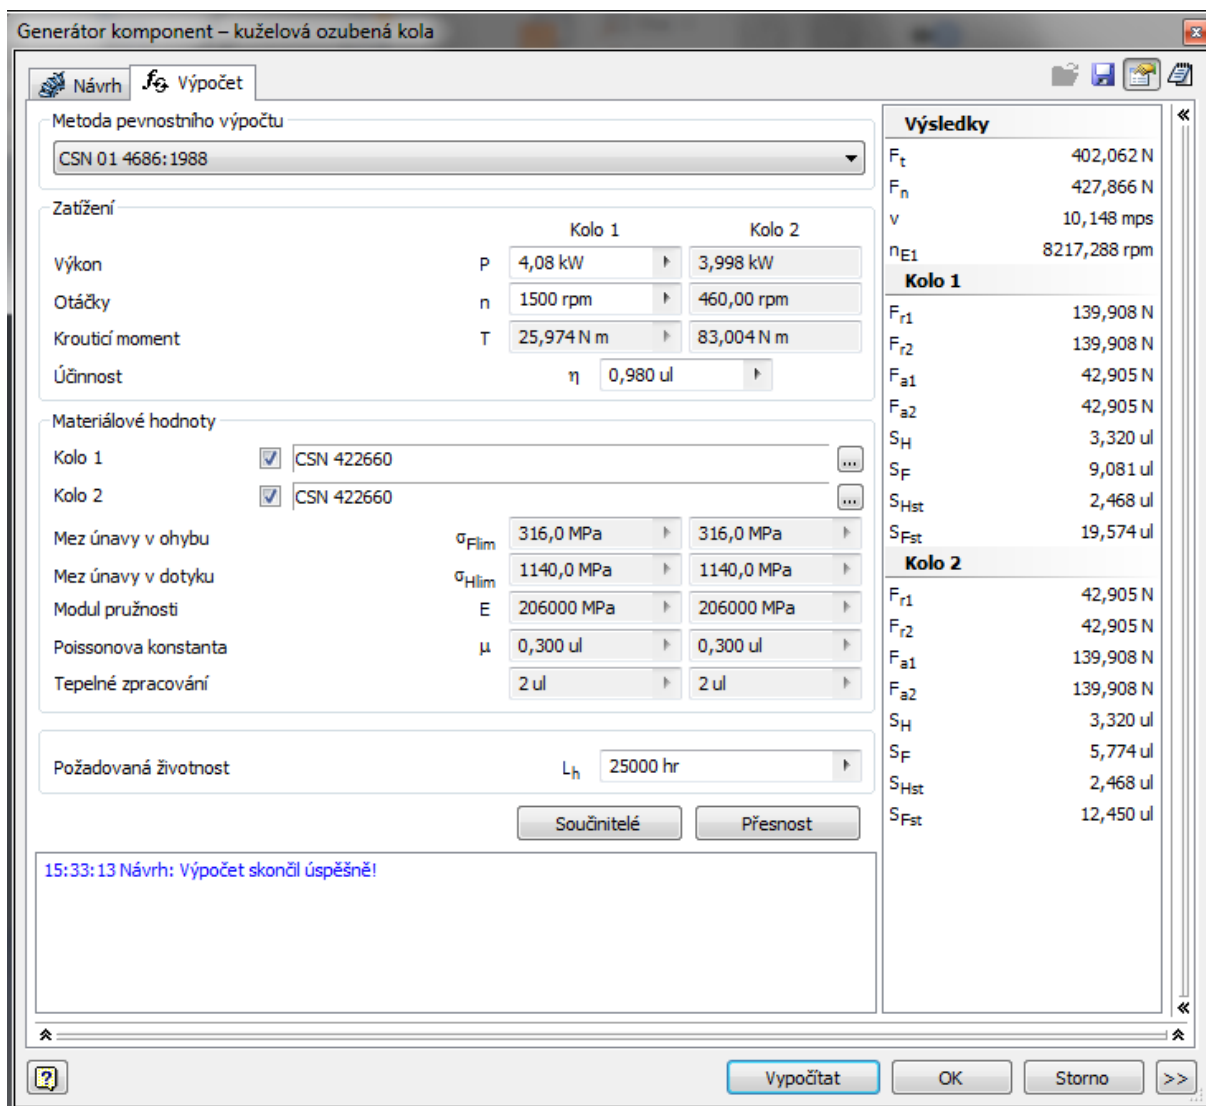 Generátor komponent – kuželová ozubená kola
Návrh
Výpočet
Metoda pevnostního výpočtu
CSN 01 4686:1988
Zatížení
Kolo 1 Kolo 2
Výkon P 4,08 kW 3,998 kW
Otáčky n 1500 rpm 460,00 rpm
Krouticí moment T 25,974 N m 83,004 N m
Účinnost η 0,980 ul
Materiálové hodnoty
Kolo 1 CSN 422660 ...
Kolo 2 CSN 422660 ...
Mez únavy v ohybu σFlim 316,0 MPa 316,0 MPa
Mez únavy v dotyku σHlim 1140,0 MPa 1140,0 MPa
Modul pružnosti E 206000 MPa 206000 MPa
Poissonova konstanta μ 0,300 ul 0,300 ul
Tepelné zpracování 2 ul 2 ul
Požadovaná životnost Lh 25000 hr
Součinitelé Přesnost
15:33:13 Návrh: Výpočet skončil úspěšně!
Výsledky
Ft 402,062 N
Fn 427,866 N
v 10,148 mps
nE1 8217,288 rpm
Kolo 1
Fr1 139,908 N
Fr2 139,908 N
Fa1 42,905 N
Fa2 42,905 N
SH 3,320 ul
SF 9,081 ul
SHst 2,468 ul
SFst 19,574 ul
Kolo 2
Fr1 42,905 N
Fr2 42,905 N
Fa1 139,908 N
Fa2 139,908 N
SH 3,320 ul
SF 5,774 ul
SHst 2,468 ul
SFst 12,450 ul
Vypočítat OK Storno >>